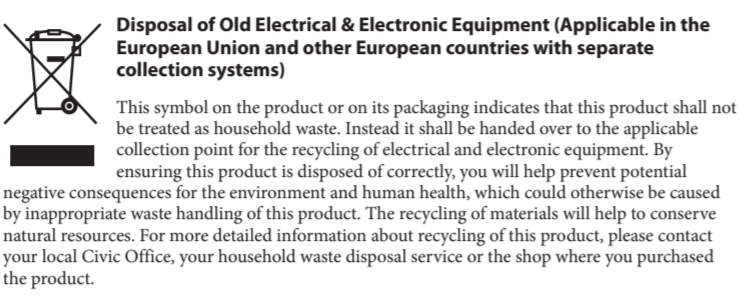 Disposal of Old Electrical & Electronic Equipment (Applicable in the
European Union and other European countries with separate
collection systems)
This symbol on the product or on its packaging indicates that this product shall not
be treated as household waste. Instead it shall be handed over to the applicable
collection point for the recycling of electrical and electronic equipment. By
ensuring this product is disposed of correctly, you will help prevent potential
negative consequences for the environment and human health, which could otherwise be caused
by inappropriate waste handling of this product. The recycling of materials will help to conserve
natural resources. For more detailed information about recycling of this product, please contact
your local Civic Office, your household waste disposal service or the shop where you purchased
the product.